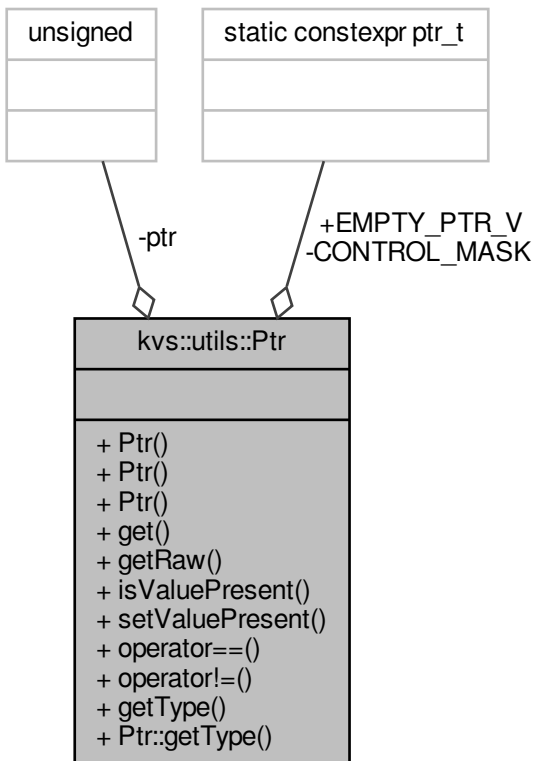 unsigned
static constexpr ptr_t
-ptr
+EMPTY_PTR_V
-CONTROL_MASK
kvs::utils::Ptr
+ Ptr()
+ Ptr()
+ Ptr()
+ get()
+ getRaw()
+ isValuePresent()
+ setValuePresent()
+ operator==()
+ operator!=()
+ getType()
+ Ptr::getType()